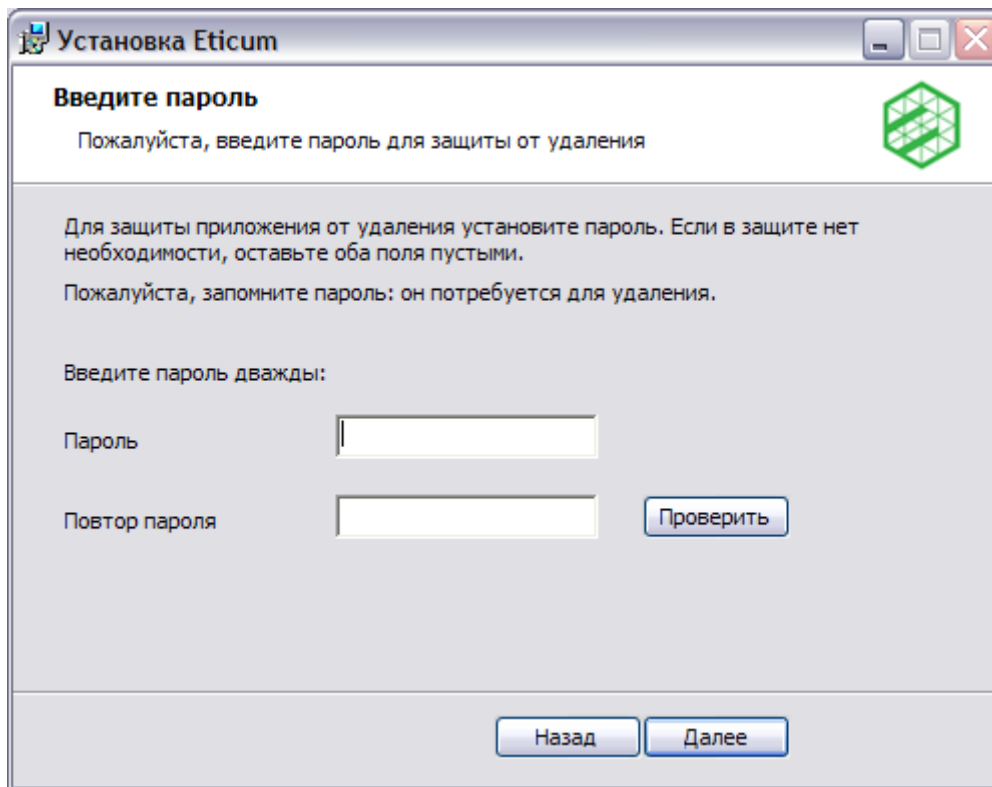 Установка Eticum
Введите пароль
Пожалуйста, введите пароль для защиты от удаления
Для защиты приложения от удаления установите пароль. Если в защите нет
необходимости, оставьте оба поля пустыми.
Пожалуйста, запомните пароль: он потребуется для удаления.
Введите пароль дважды:
Пароль
Повтор пароля
Проверить
Назад
Далее